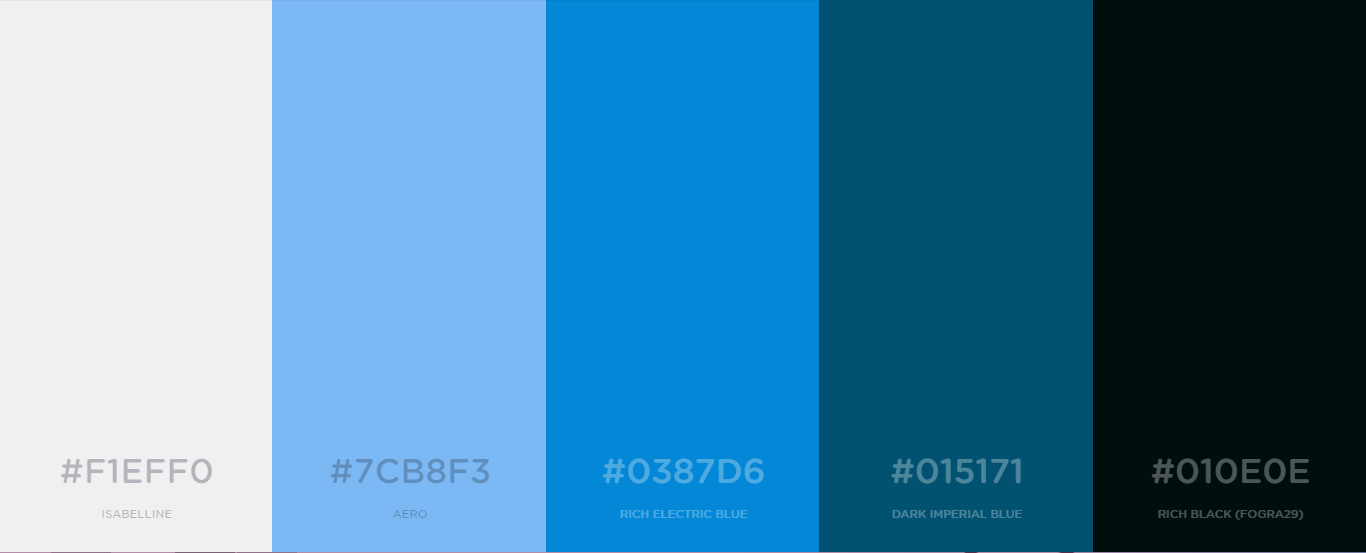 #F1EFF0
ISABELLINE
#7CB8F3
AERO
#0387D6
RICH ELECTRIC BLUE
#015171
DARK IMPERIAL BLUE
#010E0E
RICH BLACK (FOGRA29)